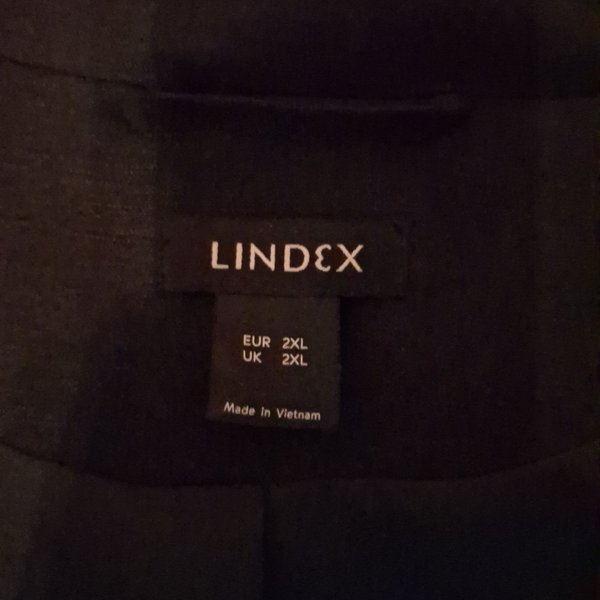 LINDEX
EUR 2XL
UK 2XL
Made in Vietnam